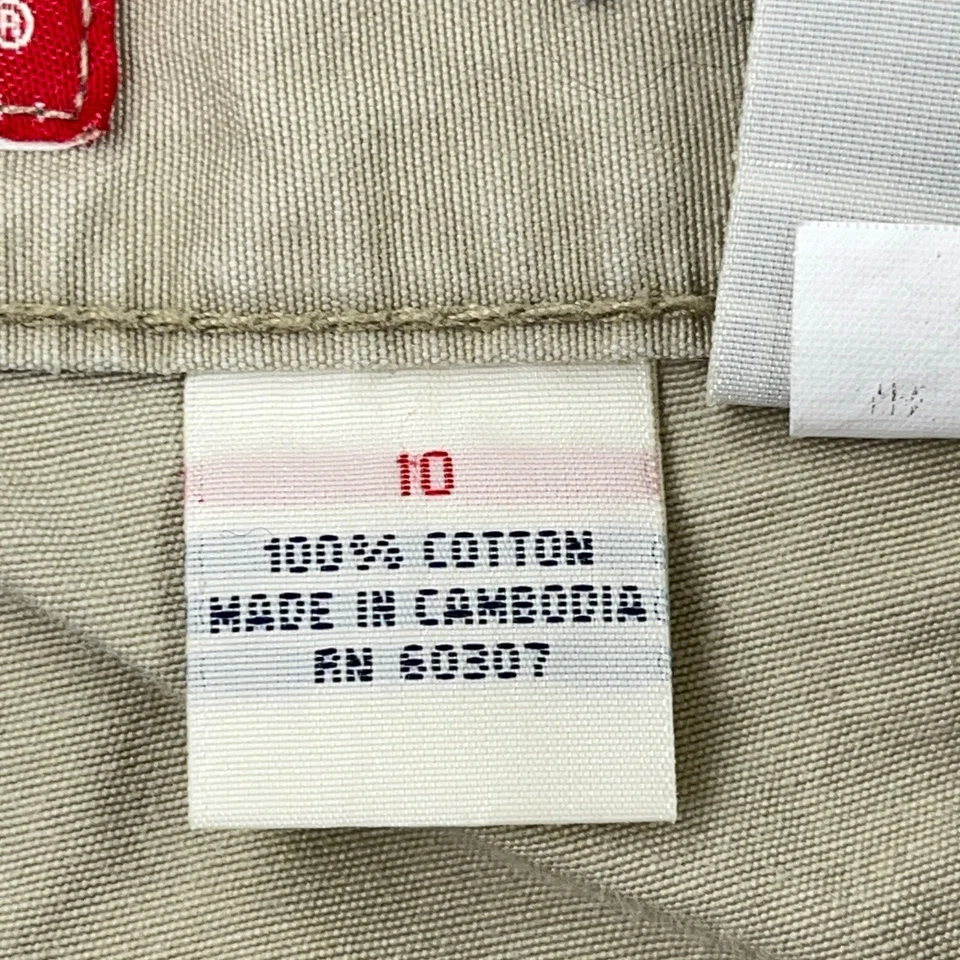 ®
10
100% COTTON
MADE IN CAMBODIA
RN 60307